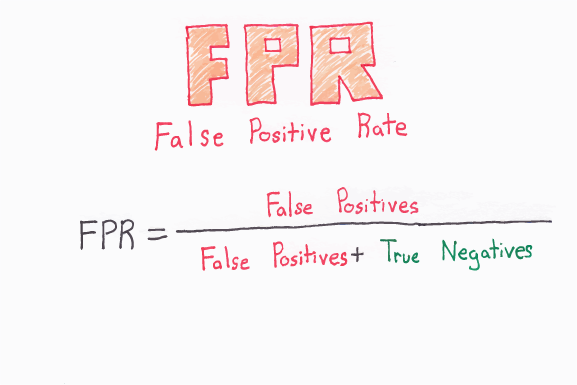 FPR
False Positive Rate
False Positives
FPR =
False Positives + True Negatives